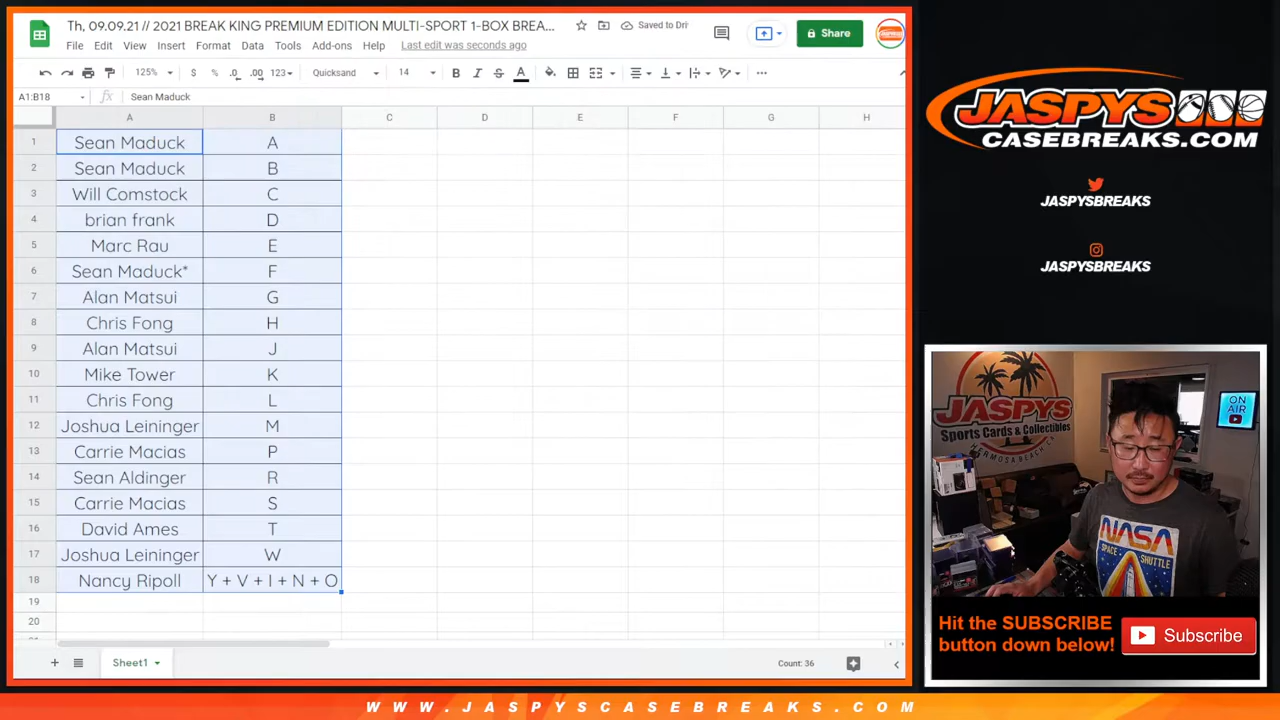 Th, 09.09.21 // 2021 BREAK KING PREMIUM EDITION MULTI-SPORT 1-BOX BREA...
Saved to Dri
Share
File Edit View Insert Format Data Tools Add-ons Help Last edit was seconds ago
125% $ % .0 .00 123 Quicksand 14 B I S A
A1:B18 fx Sean Maduck
A B C D E F G H
1 Sean Maduck A
2 Sean Maduck B
3 Will Comstock C
4 brian frank D
5 Marc Rau E
6 Sean Maduck* F
7 Alan Matsui G
8 Chris Fong H
9 Alan Matsui J
10 Mike Tower K
11 Chris Fong L
12 Joshua Leininger M
13 Carrie Macias P
14 Sean Aldinger R
15 Carrie Macias S
16 David Ames T
17 Joshua Leininger W
18 Nancy Ripoll Y + V + I + N + O
19
20
Sheet1
Count: 36
JASPYS
CASEBREAKS.COM
JASPYSBREAKS
JASPYSBREAKS
JASPYS
Sports Cards & Collectibles
HERMOSA BEACH, CA
ON
AIR
NASA
SPACE SHUTTLE
Hit the SUBSCRIBE
button down below!
Subscribe
WWW.JASPYSCASEBREAKS.COM